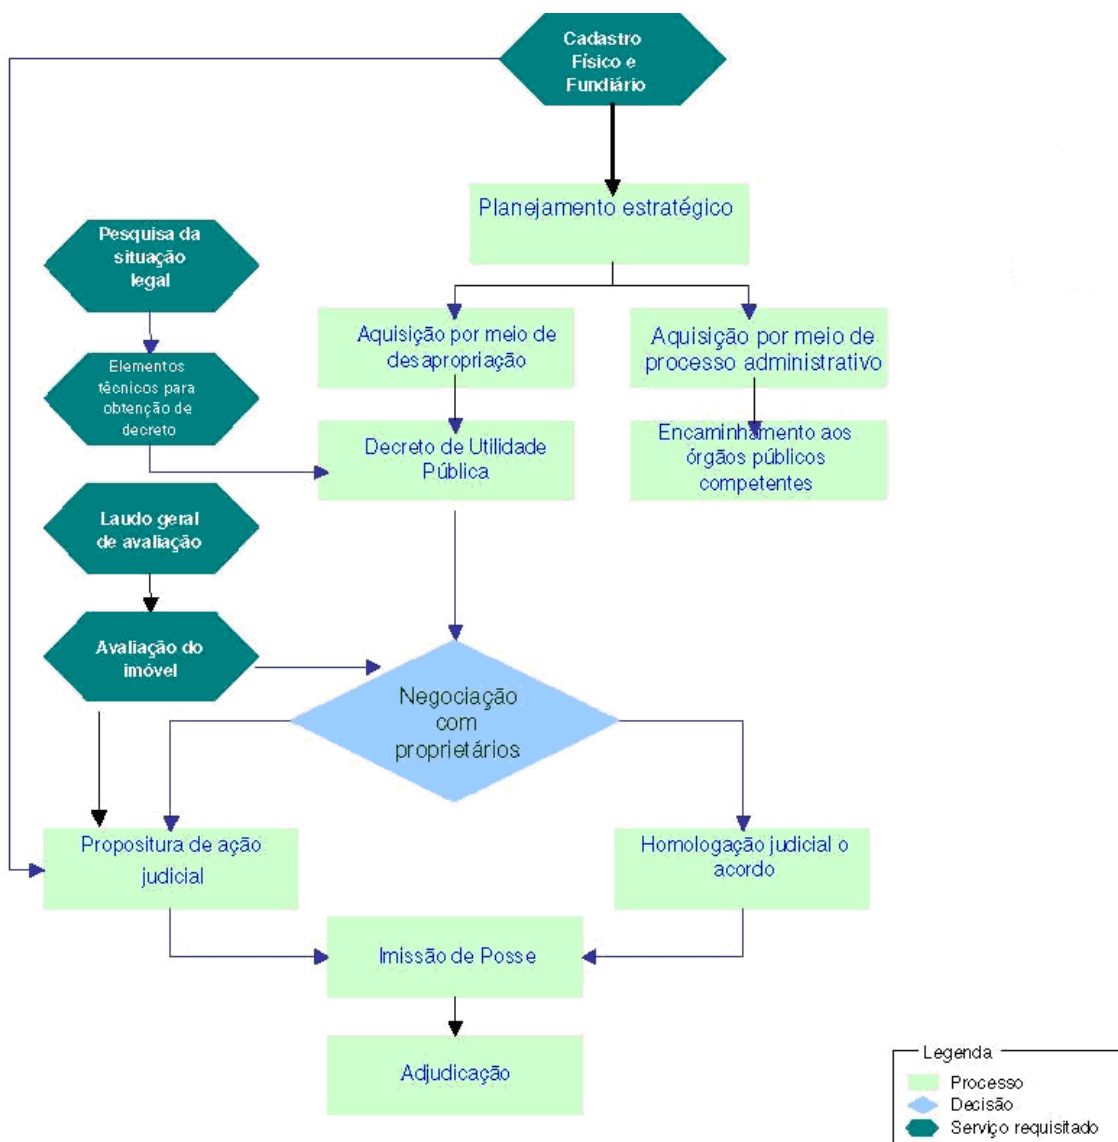 Cadastro
Físico e
Fundiário
Planejamento estratégico
Pesquisa da
situação
legal
Aquisição por meio de
desapropriação
Aquisição por meio de
processo administrativo
Elementos
técnicos para
obtenção de
decreto
Decreto de Utilidade
Pública
Encaminhamento aos
órgãos públicos
competentes
Laudo geral
de avaliação
Avaliação do
imóvel
Negociação
com
proprietários
Propositura de ação
judicial
Homologação judicial o
acordo
Imissão de Posse
Adjudicação
Legenda
Processo
Decisão
Serviço requisitado